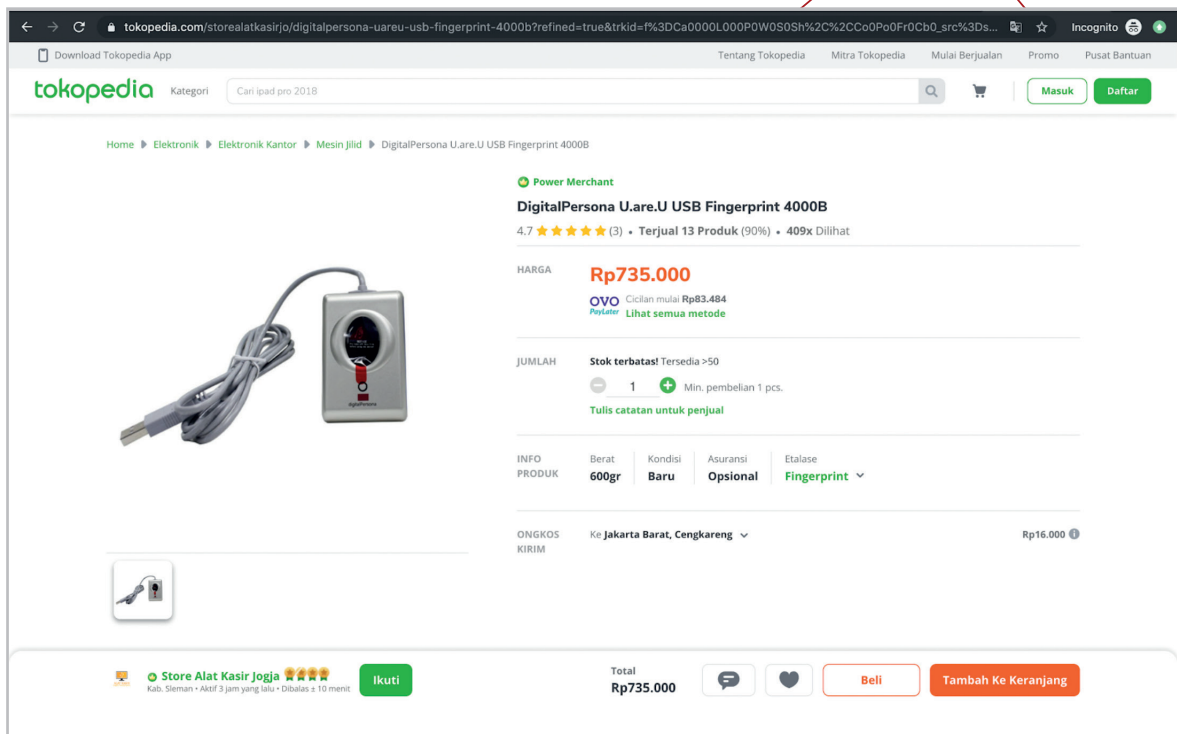 tokopedia.com/storealatkasirjo/digitalpersona-uareu-usb-fingerprint-4000b?refined=true&trkid=f%3DCa0000L000P0W0S0Sh%2C%2CCo0Po0Fr0Cb0_src%3Ds... Incognito
Download Tokopedia App Tentang Tokopedia Mitra Tokopedia Mulai Berjualan Promo Pusat Bantuan
tokopedia Kategori Cari ipad pro 2018 Masuk Daftar
Home Elektronik Elektronik Kantor Mesin Jilid DigitalPersona U.are.U USB Fingerprint 4000B
Power Merchant
DigitalPersona U.are.U USB Fingerprint 4000B
4.7 (3) • Terjual 13 Produk (90%) • 409x Dilihat
HARGA Rp735.000
OVO PayLater Cicilan mulai Rp83.484
Lihat semua metode
JUMLAH Stok terbatas! Tersedia >50
1 Min. pembelian 1 pcs.
Tulis catatan untuk penjual
INFO PRODUK
Berat Kondisi Asuransi Etalase
600gr Baru Opsional Fingerprint
ONGKOS KIRIM
Ke Jakarta Barat, Cengkareng Rp16.000
digitalPersona
Store Alat Kasir Jogja
Kab. Sleman • Aktif 3 jam yang lalu • Dibalas ± 10 menit
Ikuti
Total
Rp735.000
Beli
Tambah Ke Keranjang